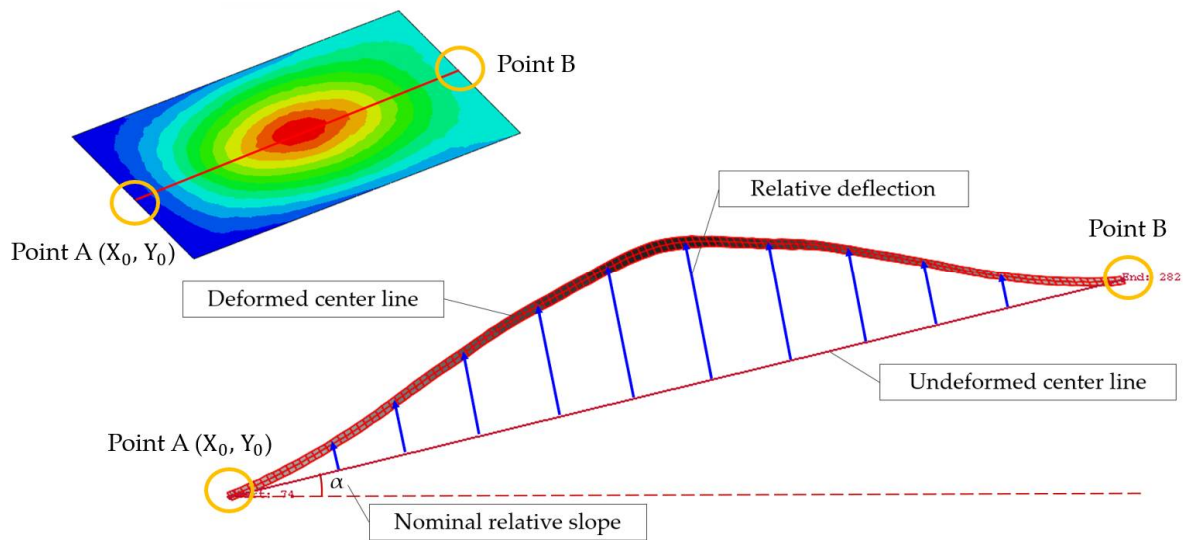 Point B
Point A (X₀, Y₀)
Relative deflection
Point B
End: 282
Deformed center line
Undeformed center line
Point A (X₀, Y₀)
74
α
Nominal relative slope